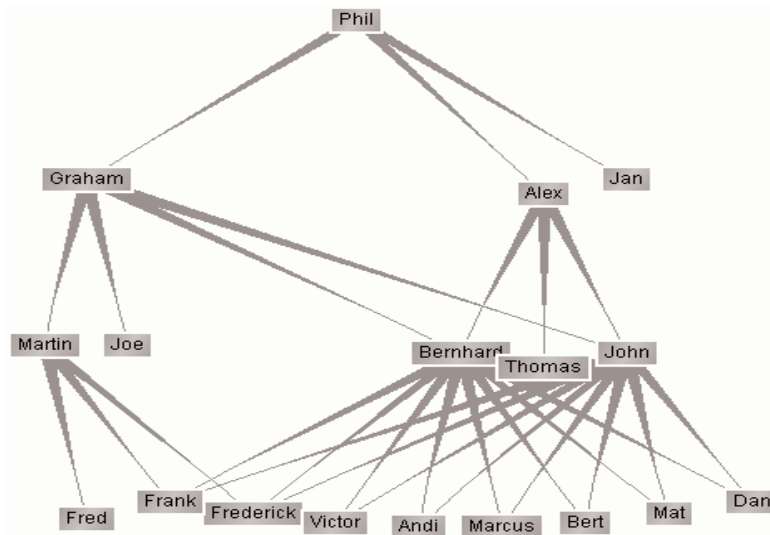 Phil
Graham
Alex
Jan
Martin
Joe
Bernhard
Thomas
John
Fred
Frank
Frederick
Victor
Andi
Marcus
Bert
Mat
Dan